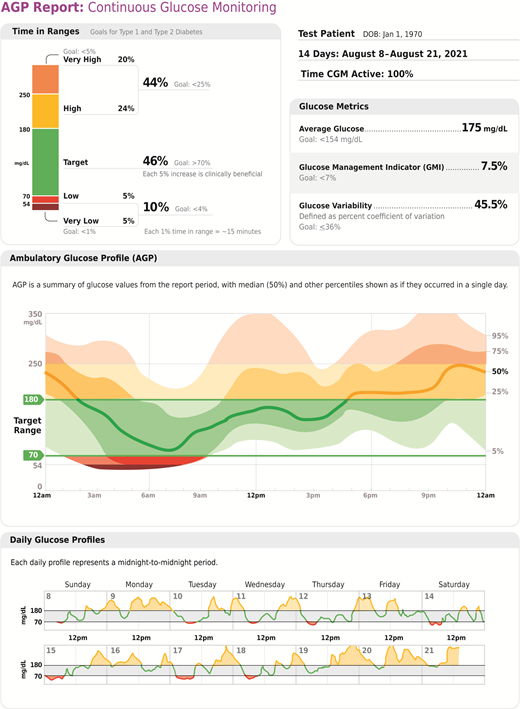 AGP Report: Continuous Glucose Monitoring
Time in Ranges Goals for Type 1 and Type 2 Diabetes
Goal: <5%
Very High 20%
44% Goal: <25%
250
High 24%
180
mg/dL
Target 46% Goal: >70%
Each 5% increase is clinically beneficial
70
54
Low 5%
10% Goal: <4%
Very Low 5%
Goal: <1%
Each 1% time in range = ~15 minutes
Test Patient DOB: Jan 1, 1970
14 Days: August 8–August 21, 2021
Time CGM Active: 100%
Glucose Metrics
Average Glucose 175 mg/dL
Goal: <154 mg/dL
Glucose Management Indicator (GMI) 7.5%
Goal: <7%
Glucose Variability 45.5%
Defined as percent coefficient of variation
Goal: ≤36%
Ambulatory Glucose Profile (AGP)
AGP is a summary of glucose values from the report period, with median (50%) and other percentiles shown as if they occurred in a single day.
350
mg/dL
250
180
Target
Range
70
54
0
95%
75%
50%
25%
5%
12am 3am 6am 9am 12pm 3pm 6pm 9pm 12am
Daily Glucose Profiles
Each daily profile represents a midnight-to-midnight period.
Sunday Monday Tuesday Wednesday Thursday Friday Saturday
8 9 10 11 12 13 14
mg/dL
180
70
12pm 12pm 12pm 12pm 12pm 12pm 12pm
15 16 17 18 19 20 21
mg/dL
180
70